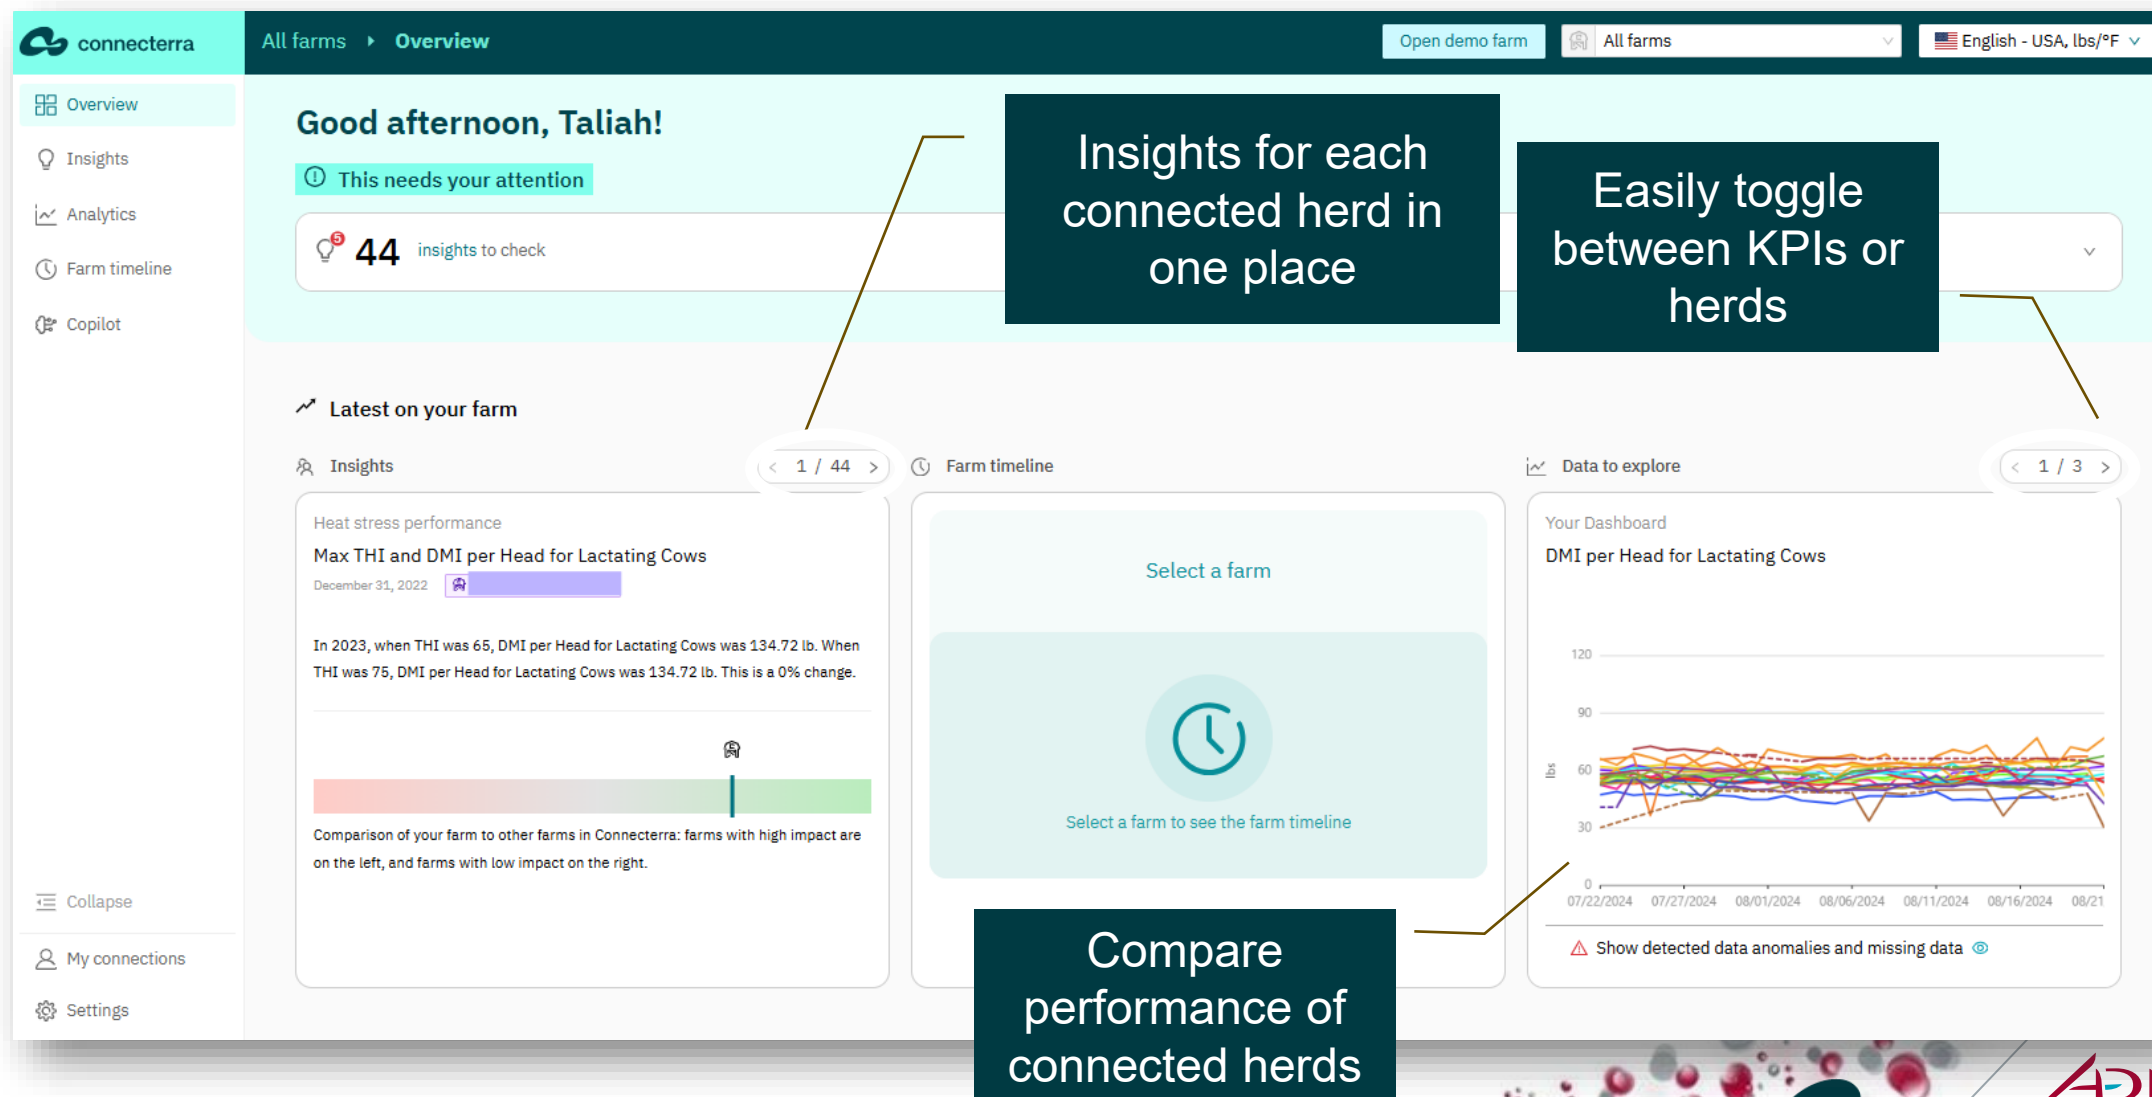 connecterra
All farms ▸ Overview
Open demo farm
All farms
English - USA, lbs/°F
Overview
Insights
Analytics
Farm timeline
Copilot
Collapse
My connections
Settings
Good afternoon, Taliah!
This needs your attention
5
44 insights to check
Insights for each
connected herd in
one place
Easily toggle
between KPIs or
herds
Latest on your farm
Insights
< 1 / 44 >
Heat stress performance
Max THI and DMI per Head for Lactating Cows
December 31, 2022
In 2023, when THI was 65, DMI per Head for Lactating Cows was 134.72 lb. When
THI was 75, DMI per Head for Lactating Cows was 134.72 lb. This is a 0% change.
Comparison of your farm to other farms in Connecterra: farms with high impact are
on the left, and farms with low impact on the right.
Farm timeline
Select a farm
Select a farm to see the farm timeline
Data to explore
< 1 / 3 >
Your Dashboard
DMI per Head for Lactating Cows
120
90
60
30
0
lbs
07/22/2024 07/27/2024 08/01/2024 08/06/2024 08/11/2024 08/16/2024 08/21
Show detected data anomalies and missing data
Compare
performance of
connected herds